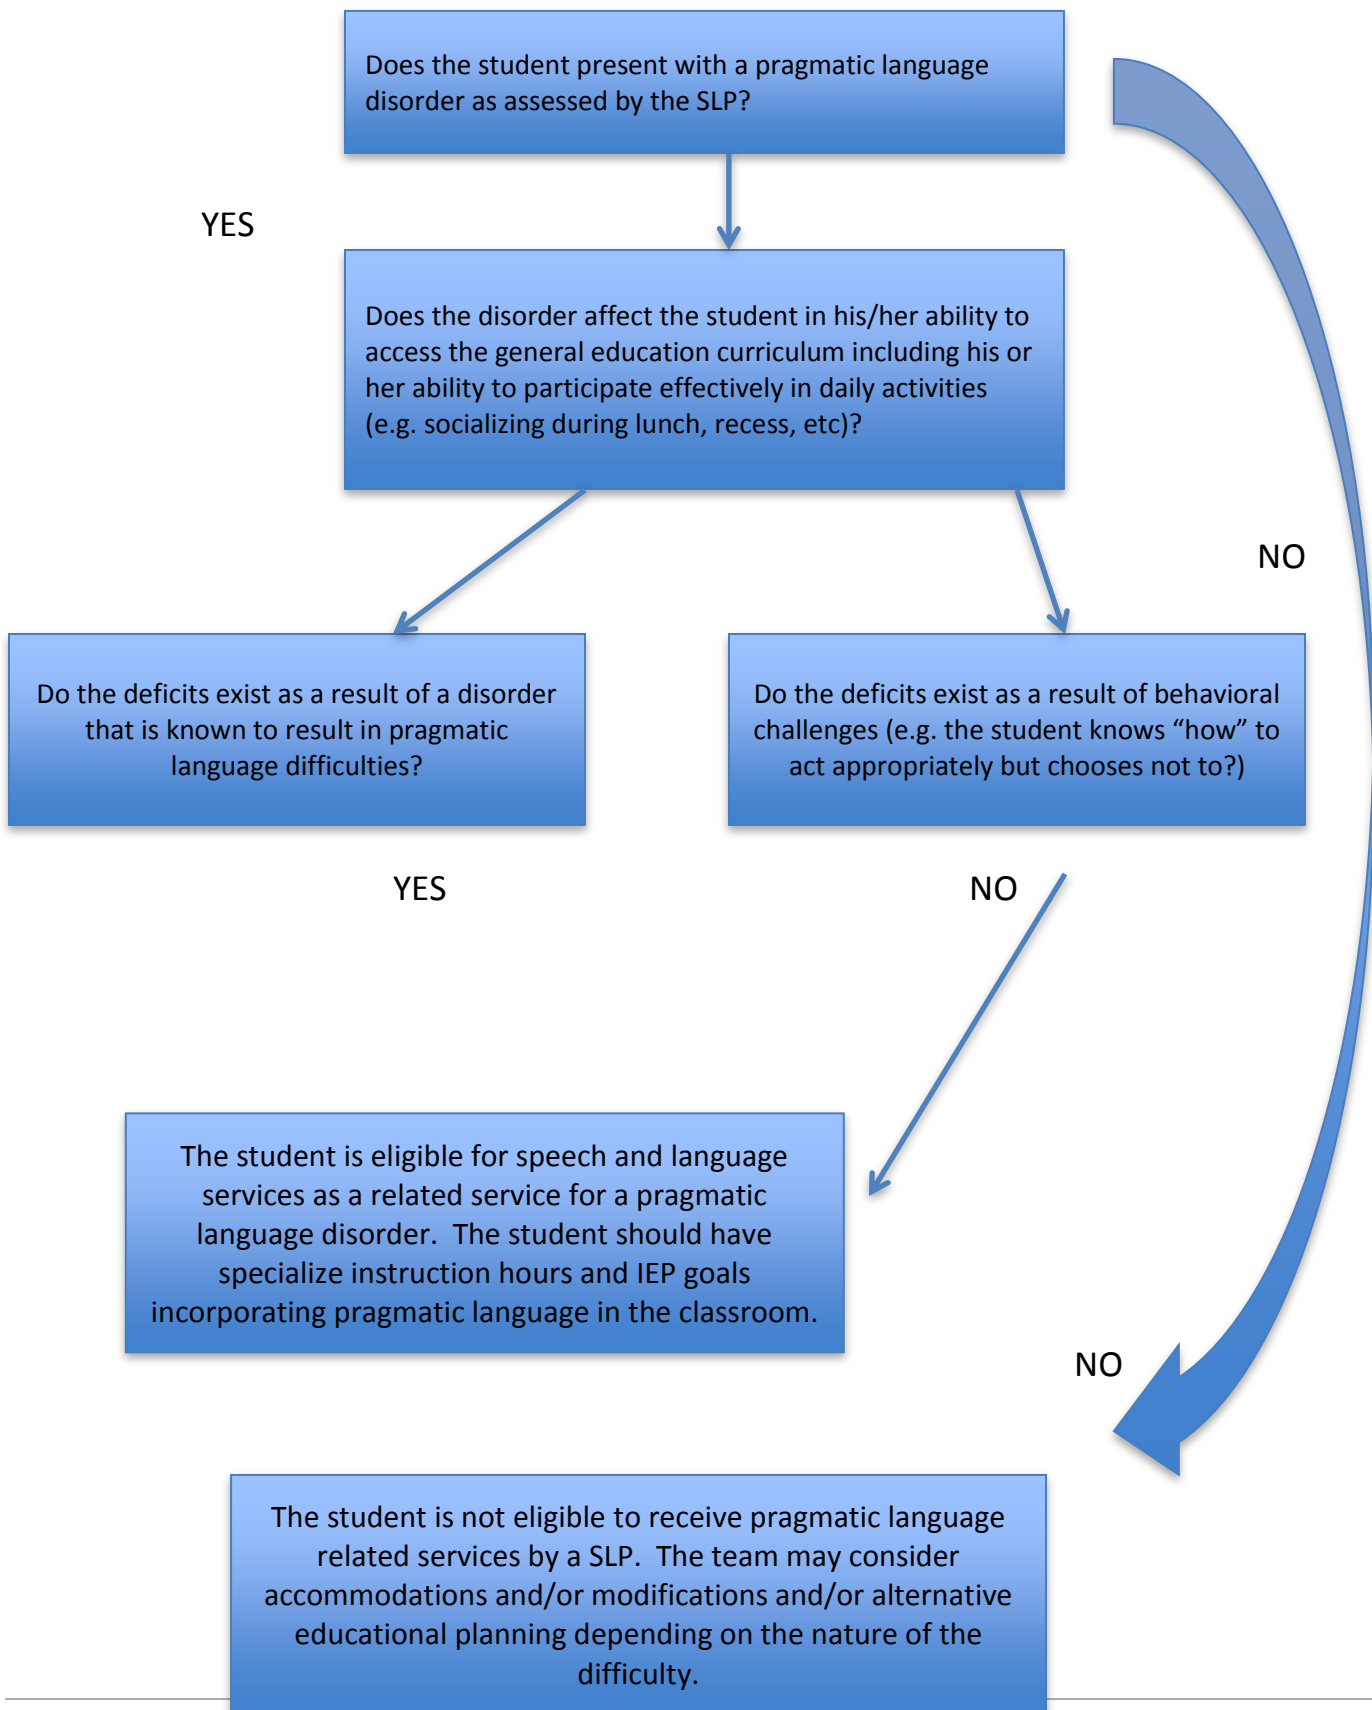 Does the student present with a pragmatic language
disorder as assessed by the SLP?
YES
Does the disorder affect the student in his/her ability to
access the general education curriculum including his or
her ability to participate effectively in daily activities
(e.g. socializing during lunch, recess, etc)?
NO
Do the deficits exist as a result of a disorder
that is known to result in pragmatic
language difficulties?
Do the deficits exist as a result of behavioral
challenges (e.g. the student knows “how” to
act appropriately but chooses not to?)
YES
NO
The student is eligible for speech and language
services as a related service for a pragmatic
language disorder.  The student should have
specialize instruction hours and IEP goals
incorporating pragmatic language in the classroom.
NO
The student is not eligible to receive pragmatic language
related services by a SLP.  The team may consider
accommodations and/or modifications and/or alternative
educational planning depending on the nature of the
difficulty.